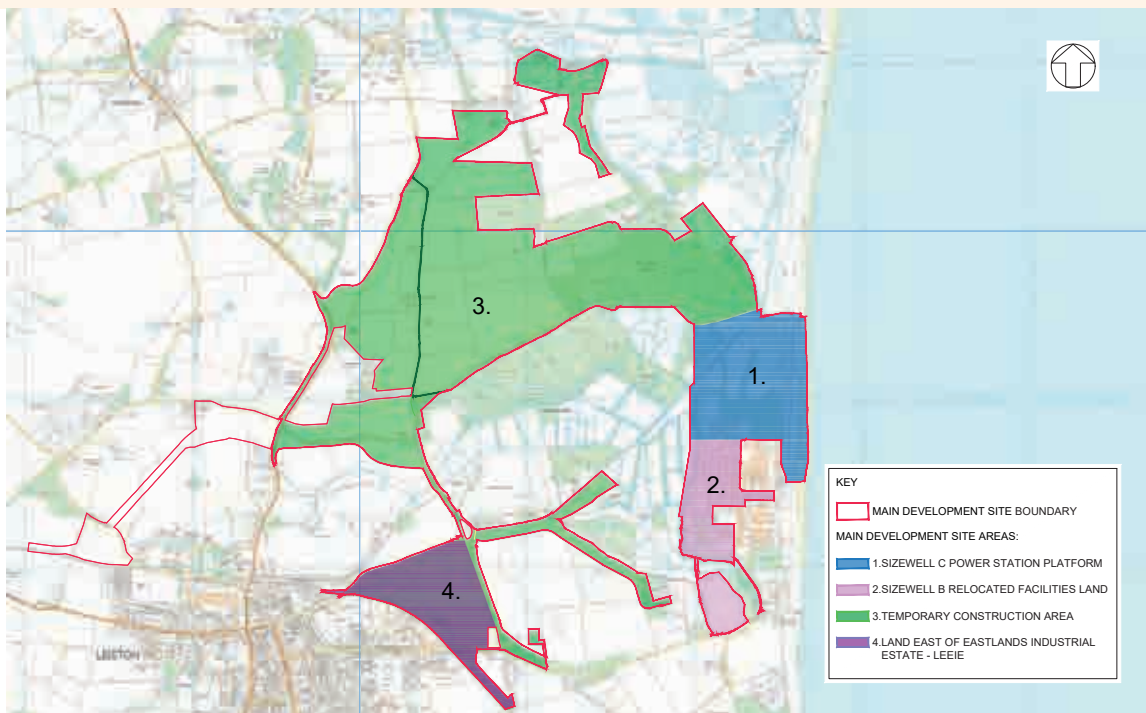 3.
1.
2.
4.
KEY
MAIN DEVELOPMENT SITE BOUNDARY
MAIN DEVELOPMENT SITE AREAS:
1.SIZEWELL C POWER STATION PLATFORM
2.SIZEWELL B RELOCATED FACILITIES LAND
3.TEMPORARY CONSTRUCTION AREA
4.LAND EAST OF EASTLANDS INDUSTRIAL
ESTATE - LEEIE